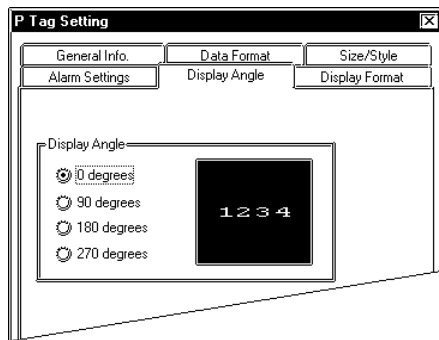 P Tag Setting
General Info. Data Format Size/Style
Alarm Settings Display Angle Display Format
Display Angle
0 degrees
90 degrees
180 degrees
270 degrees
1234